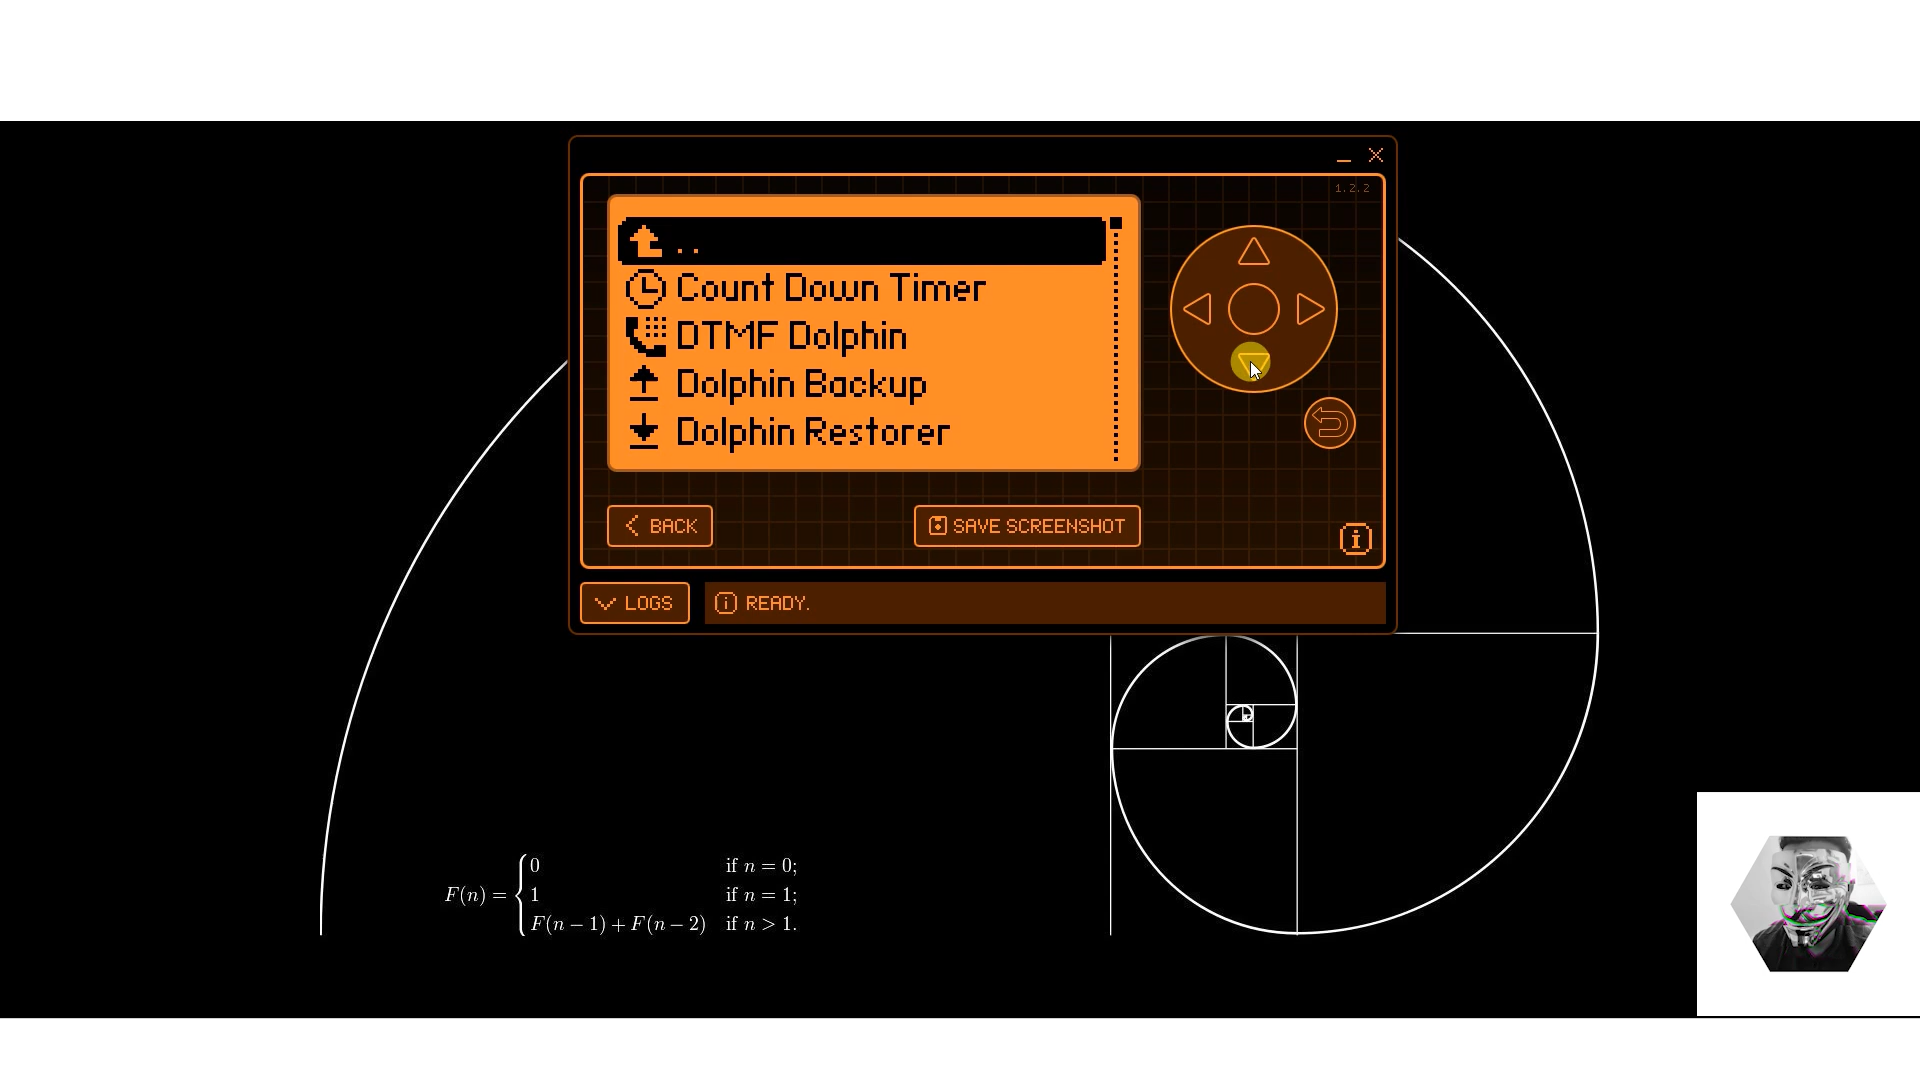 1.2.2
..
Count Down Timer
DTMF Dolphin
Dolphin Backup
Dolphin Restorer
BACK
SAVE SCREENSHOT
LOGS
READY.
F(n) = { 0 if n = 0;
1 if n = 1;
F(n − 1) + F(n − 2) if n > 1.